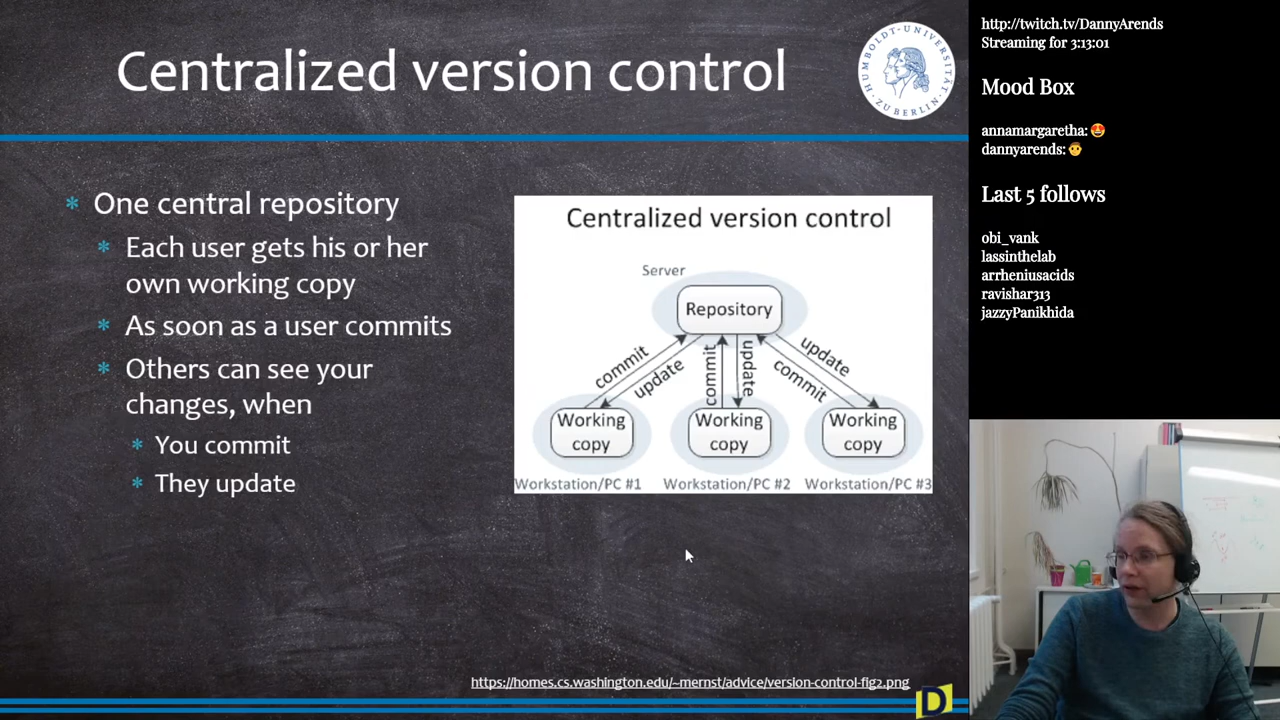 Centralized version control
HUMBOLDT-UNIVERSITÄT
ZU BERLIN
One central repository
Each user gets his or her
own working copy
As soon as a user commits
Others can see your
changes, when
You commit
They update
Centralized version control
Server
Repository
commit
update
commit
update
update
commit
Working
copy
Working
copy
Working
copy
Workstation/PC #1
Workstation/PC #2
Workstation/PC #3
https://homes.cs.washington.edu/~mernst/advice/version-control-fig2.png
D
http://twitch.tv/DannyArends
Streaming for 3:13:01
Mood Box
annamargaretha: 😍
dannyarends: 👨
Last 5 follows
obi_vank
lassinthelab
arrheniusacids
ravishar313
jazzyPanikhida